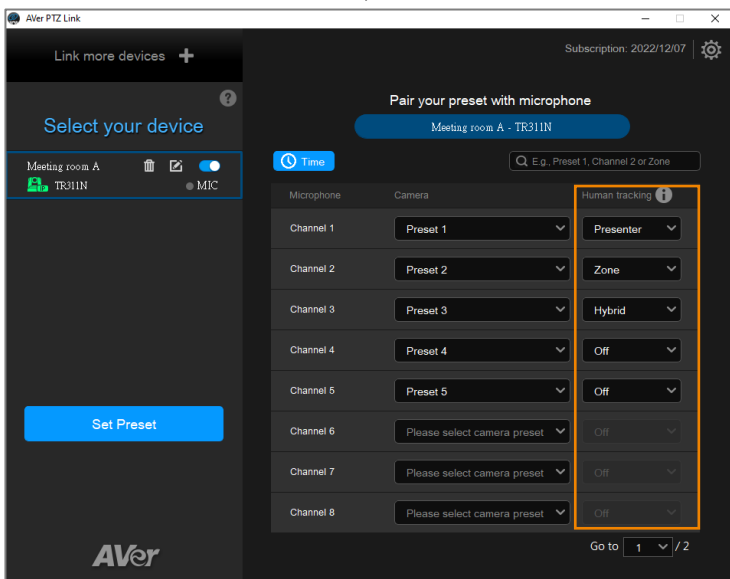 AVer PTZ Link
Link more devices
Subscription: 2022/12/07
Select your device
Pair your preset with microphone
Meeting room A - TR311N
Meeting room A
TR311N
MIC
Time
E.g., Preset 1, Channel 2 or Zone
Microphone Camera Human tracking
Channel 1 Preset 1 Presenter
Channel 2 Preset 2 Zone
Channel 3 Preset 3 Hybrid
Channel 4 Preset 4 Off
Channel 5 Preset 5 Off
Channel 6 Please select camera preset Off
Channel 7 Please select camera preset Off
Channel 8 Please select camera preset Off
Set Preset
Go to 1 / 2
AVer